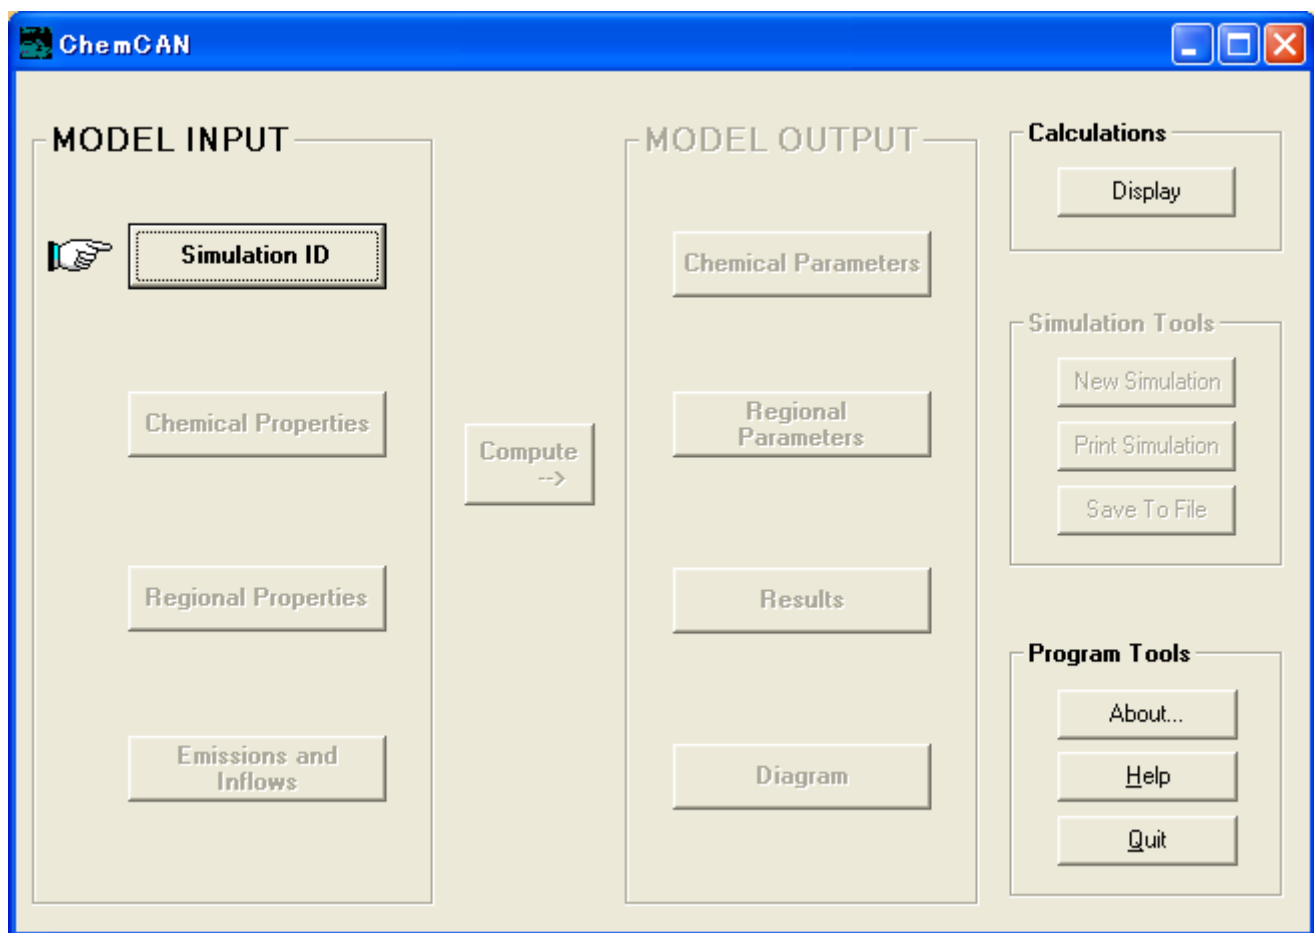 ChemCAN
MODEL INPUT
Simulation ID
Chemical Properties
Regional Properties
Emissions and
Inflows
Compute
-->
MODEL OUTPUT
Chemical Parameters
Regional
Parameters
Results
Diagram
Calculations
Display
Simulation Tools
New Simulation
Print Simulation
Save To File
Program Tools
About...
Help
Quit